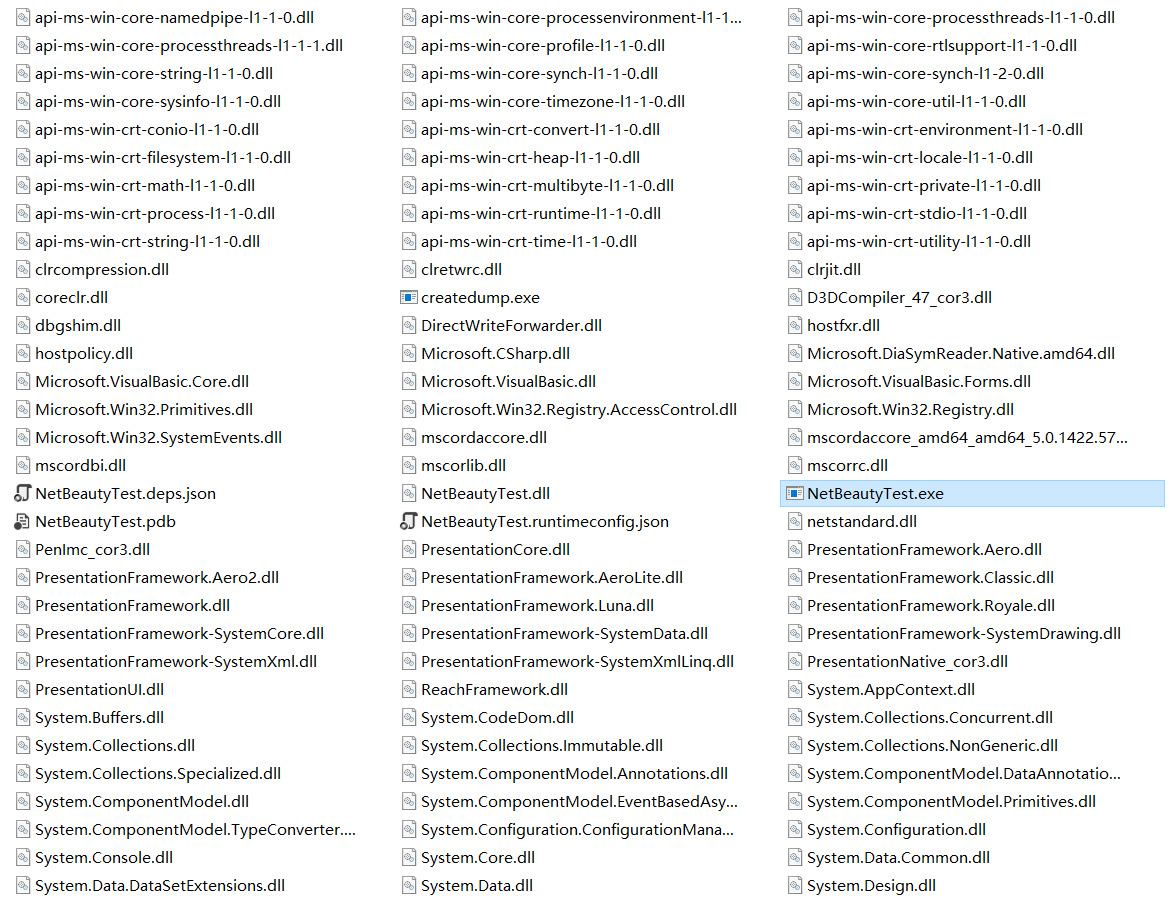 api-ms-win-core-namedpipe-l1-1-0.dll api-ms-win-core-processenvironment-l1-1... api-ms-win-core-processthreads-l1-1-0.dll
api-ms-win-core-processthreads-l1-1-1.dll api-ms-win-core-profile-l1-1-0.dll api-ms-win-core-rtlsupport-l1-1-0.dll
api-ms-win-core-string-l1-1-0.dll api-ms-win-core-synch-l1-1-0.dll api-ms-win-core-synch-l1-2-0.dll
api-ms-win-core-sysinfo-l1-1-0.dll api-ms-win-core-timezone-l1-1-0.dll api-ms-win-core-util-l1-1-0.dll
api-ms-win-crt-conio-l1-1-0.dll api-ms-win-crt-convert-l1-1-0.dll api-ms-win-crt-environment-l1-1-0.dll
api-ms-win-crt-filesystem-l1-1-0.dll api-ms-win-crt-heap-l1-1-0.dll api-ms-win-crt-locale-l1-1-0.dll
api-ms-win-crt-math-l1-1-0.dll api-ms-win-crt-multibyte-l1-1-0.dll api-ms-win-crt-private-l1-1-0.dll
api-ms-win-crt-process-l1-1-0.dll api-ms-win-crt-runtime-l1-1-0.dll api-ms-win-crt-stdio-l1-1-0.dll
api-ms-win-crt-string-l1-1-0.dll api-ms-win-crt-time-l1-1-0.dll api-ms-win-crt-utility-l1-1-0.dll
clrcompression.dll clretwrc.dll clrjit.dll
coreclr.dll createdump.exe D3DCompiler_47_cor3.dll
dbgshim.dll DirectWriteForwarder.dll hostfxr.dll
hostpolicy.dll Microsoft.CSharp.dll Microsoft.DiaSymReader.Native.amd64.dll
Microsoft.VisualBasic.Core.dll Microsoft.VisualBasic.dll Microsoft.VisualBasic.Forms.dll
Microsoft.Win32.Primitives.dll Microsoft.Win32.Registry.AccessControl.dll Microsoft.Win32.Registry.dll
Microsoft.Win32.SystemEvents.dll mscordaccore.dll mscordaccore_amd64_amd64_5.0.1422.57...
mscordbi.dll mscorlib.dll mscorrc.dll
NetBeautyTest.deps.json NetBeautyTest.dll NetBeautyTest.exe
NetBeautyTest.pdb NetBeautyTest.runtimeconfig.json netstandard.dll
PenImc_cor3.dll PresentationCore.dll PresentationFramework.Aero.dll
PresentationFramework.Aero2.dll PresentationFramework.AeroLite.dll PresentationFramework.Classic.dll
PresentationFramework.dll PresentationFramework.Luna.dll PresentationFramework.Royale.dll
PresentationFramework-SystemCore.dll PresentationFramework-SystemData.dll PresentationFramework-SystemDrawing.dll
PresentationFramework-SystemXml.dll PresentationFramework-SystemXmlLinq.dll PresentationNative_cor3.dll
PresentationUI.dll ReachFramework.dll System.AppContext.dll
System.Buffers.dll System.CodeDom.dll System.Collections.Concurrent.dll
System.Collections.dll System.Collections.Immutable.dll System.Collections.NonGeneric.dll
System.Collections.Specialized.dll System.ComponentModel.Annotations.dll System.ComponentModel.DataAnnotatio...
System.ComponentModel.dll System.ComponentModel.EventBasedAsy... System.ComponentModel.Primitives.dll
System.ComponentModel.TypeConverter.... System.Configuration.ConfigurationMana... System.Configuration.dll
System.Console.dll System.Core.dll System.Data.Common.dll
System.Data.DataSetExtensions.dll System.Data.dll System.Design.dll